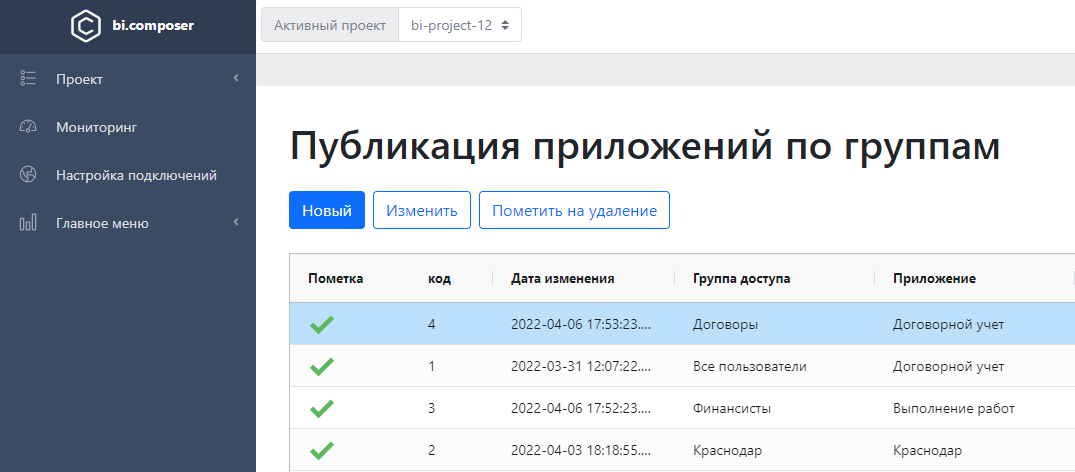 bi.composer
Активный проект bi-project-12
Проект
Мониторинг
Настройка подключений
Главное меню
Публикация приложений по группам
Новый Изменить Пометить на удаление
Пометка код Дата изменения Группа доступа Приложение
4 2022-04-06 17:53:23.... Договоры Договорной учет
1 2022-03-31 12:07:22.... Все пользователи Договорной учет
3 2022-04-06 17:52:23.... Финансисты Выполнение работ
2 2022-04-03 18:18:55.... Краснодар Краснодар